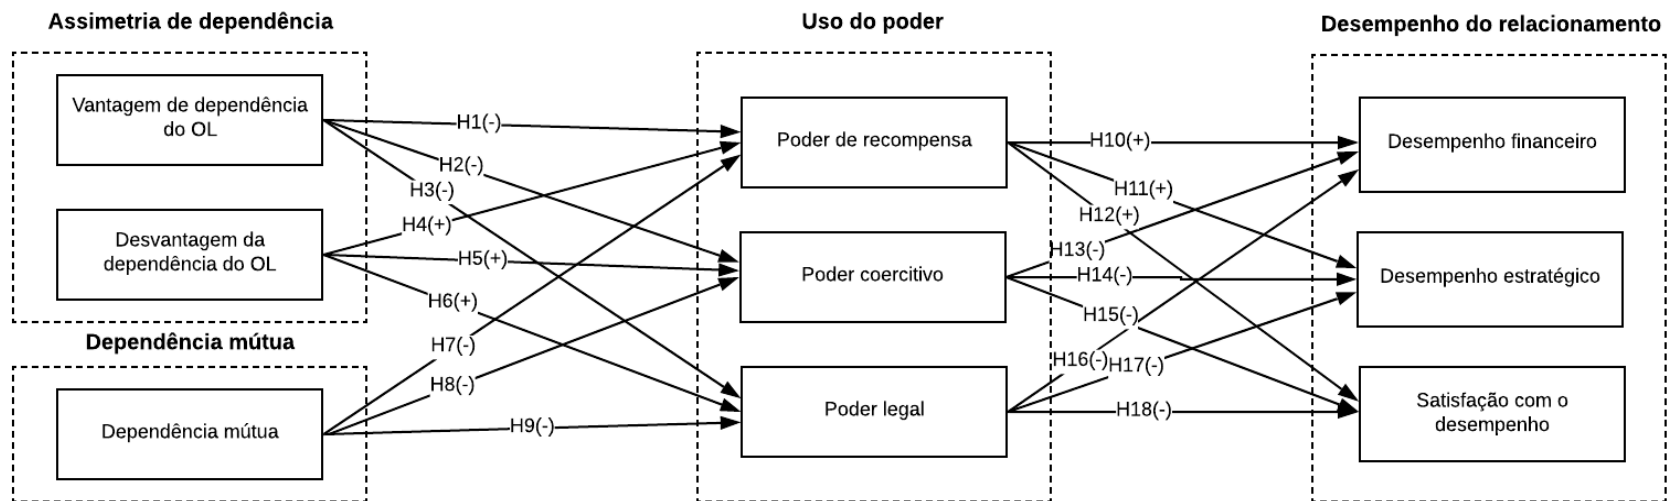 Assimetria de dependência
Vantagem de dependência
do OL
Desvantagem da
dependência do OL
Dependência mútua
Dependência mútua
H1(-)
H2(-)
H3(-)
H4(+)
H5(+)
H6(+)
H7(-)
H8(-)
H9(-)
Uso do poder
Poder de recompensa
Poder coercitivo
Poder legal
H10(+)
H11(+)
H12(+)
H13(-)
H14(-)
H15(-)
H16(-)
H17(-)
H18(-)
Desempenho do relacionamento
Desempenho financeiro
Desempenho estratégico
Satisfação com o
desempenho